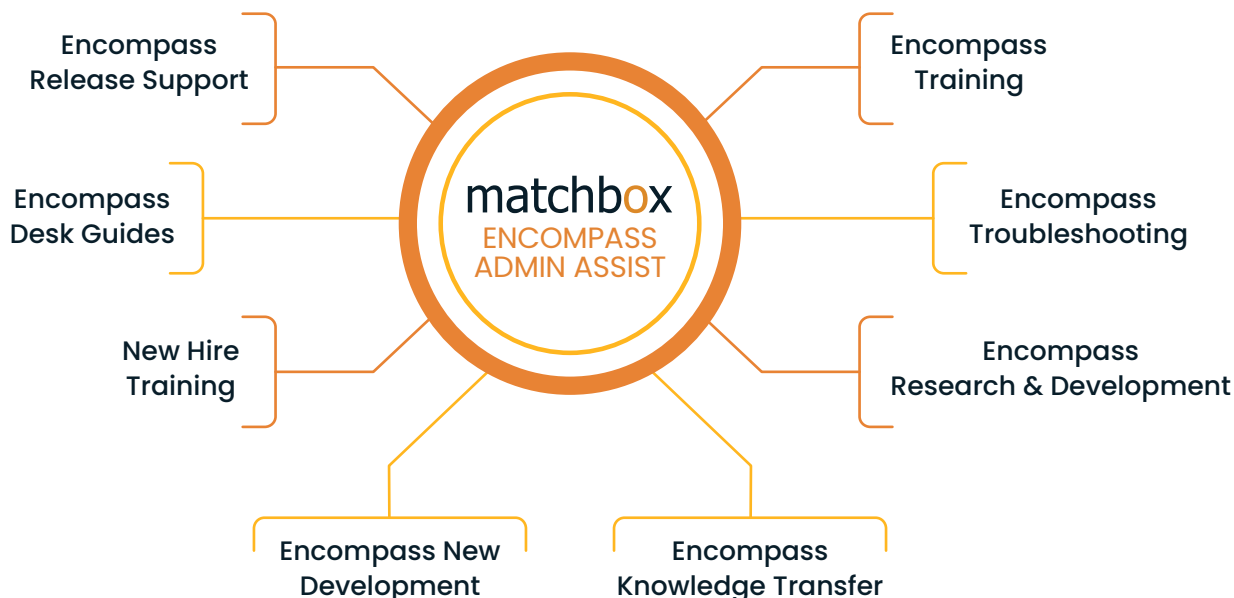 Encompass
Release Support
Encompass
Training
Encompass
Desk Guides
matchbox
ENCOMPASS
ADMIN ASSIST
Encompass
Troubleshooting
New Hire
Training
Encompass
Research & Development
Encompass New
Development
Encompass
Knowledge Transfer